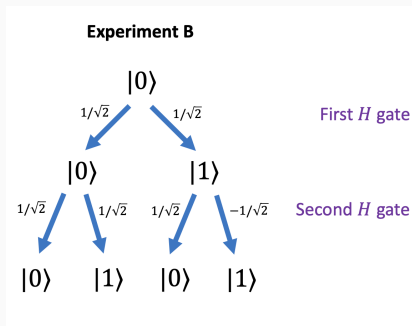 Experiment B
|0⟩
1/√2 1/√2 First H gate
|0⟩ |1⟩
1/√2 1/√2 1/√2 −1/√2 Second H gate
|0⟩ |1⟩ |0⟩ |1⟩